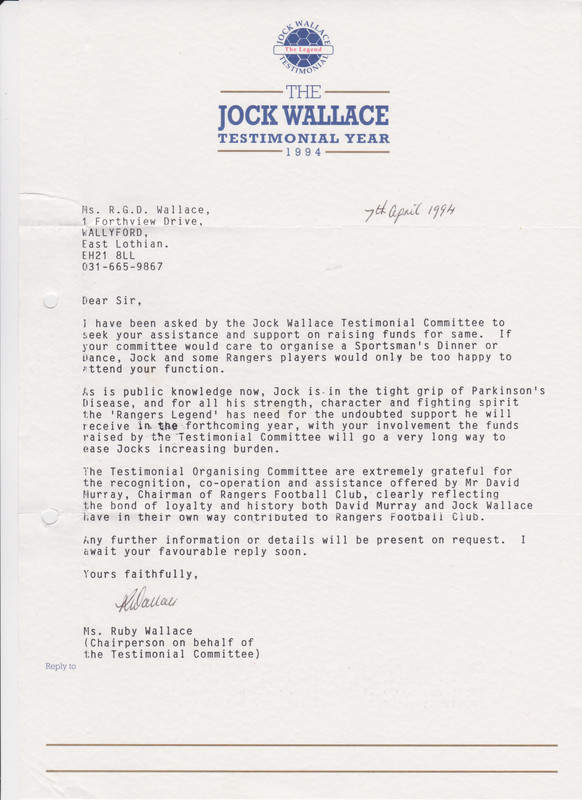 JOCK WALLACE
The Legend
TESTIMONIAL
THE
JOCK WALLACE
TESTIMONIAL YEAR
1994
7th April 1994
Ms. R.G.D. Wallace,
1 Forthview Drive,
WALLYFORD,
East Lothian.
EH21 8LL
031-665-9867
Dear Sir,
I have been asked by the Jock Wallace Testimonial Committee to
seek your assistance and support on raising funds for same. If
your committee would care to organise a Sportsman's Dinner or
Dance, Jock and some Rangers players would only be too happy to
attend your function.
As is public knowledge now, Jock is in the tight grip of Parkinson's
Disease, and for all his strength, character and fighting spirit
the 'Rangers Legend' has need for the undoubted support he will
receive in the forthcoming year, with your involvement the funds
raised by the Testimonial Committee will go a very long way to
ease Jocks increasing burden.
The Testimonial Organising Committee are extremely grateful for
the recognition, co-operation and assistance offered by Mr David
Murray, Chairman of Rangers Football Club, clearly reflecting
the bond of loyalty and history both David Murray and Jock Wallace
have in their own way contributed to Rangers Football Club.
Any further information or details will be present on request. I
await your favourable reply soon.
Yours faithfully,
RWallace
Ms. Ruby Wallace
(Chairperson on behalf of
the Testimonial Committee)
Reply to